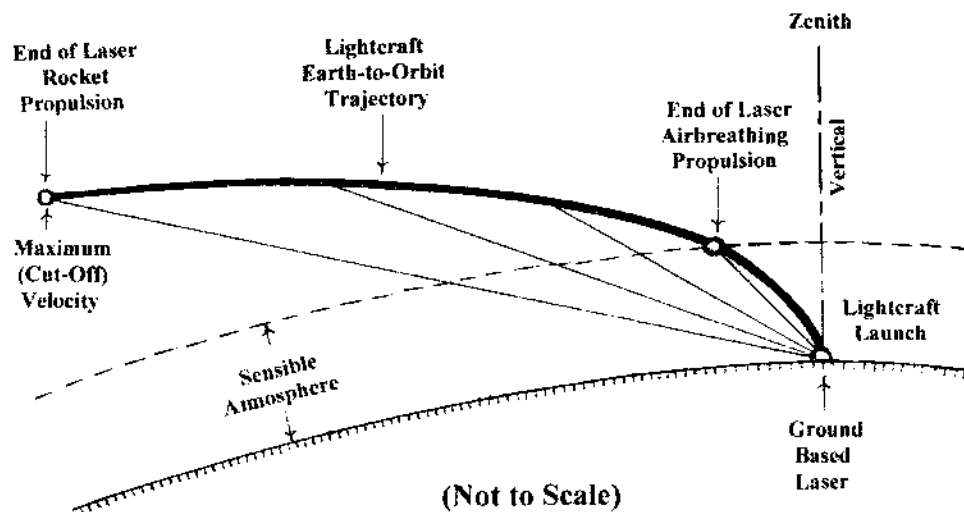 Zenith
End of Laser
Rocket
Propulsion
Lightcraft
Earth-to-Orbit
Trajectory
End of Laser
Airbreathing
Propulsion
Vertical
Maximum
(Cut-Off)
Velocity
Lightcraft
Launch
Sensible
Atmosphere
Ground
Based
Laser
(Not to Scale)